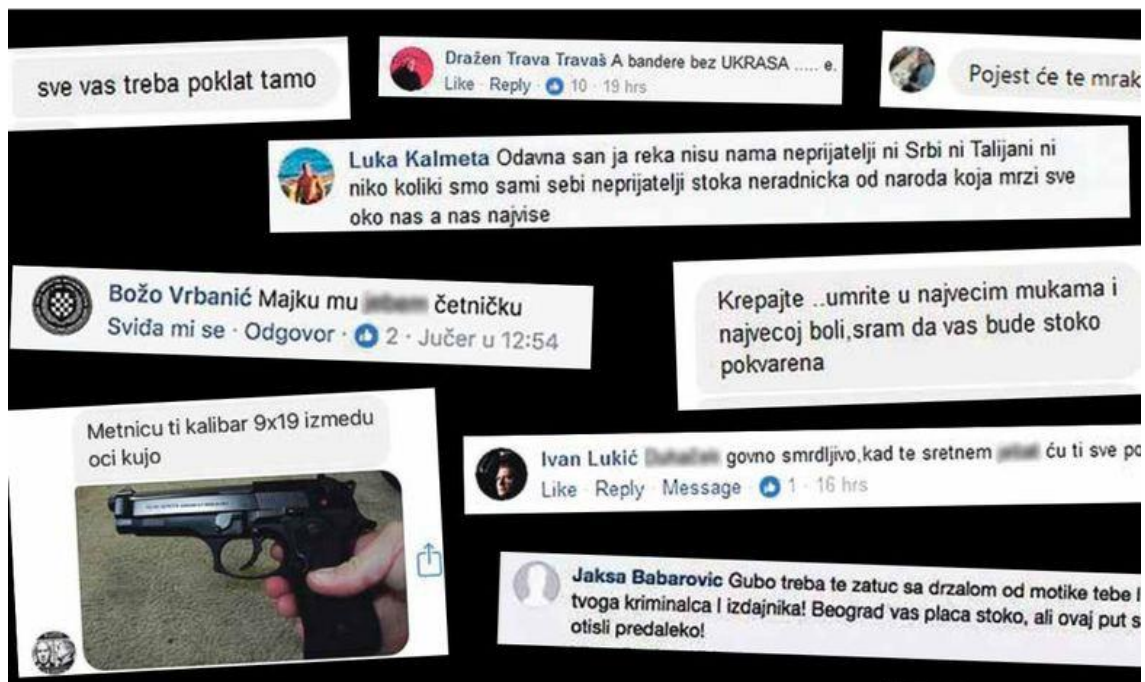 sve vas treba poklat tamo
Dražen Trava Travaš A bandere bez UKRASA ..... e.
Like · Reply · 10 · 19 hrs
Pojest će te mrak
Luka Kalmeta Odavna san ja reka nisu nama neprijatelji ni Srbi ni Talijani ni
niko koliki smo sami sebi neprijatelji stoka neradnicka od naroda koja mrzi sve
oko nas a nas najvise
Božo Vrbanić Majku mu četničku
Sviđa mi se · Odgovor · 2 · Jučer u 12:54
Krepajte ..umrite u najvecim mukama i
najvecoj boli,sram da vas bude stoko
pokvarena
Metnicu ti kalibar 9x19 izmedu
oci kujo
Ivan Lukić govno smrdljivo,kad te sretnem ću ti sve po
Like Reply Message 1 · 16 hrs
Jaksa Babarovic Gubo treba te zatuc sa drzalom od motike tebe I
tvoga kriminalca I izdajnika! Beograd vas placa stoko, ali ovaj put s
otisli predaleko!